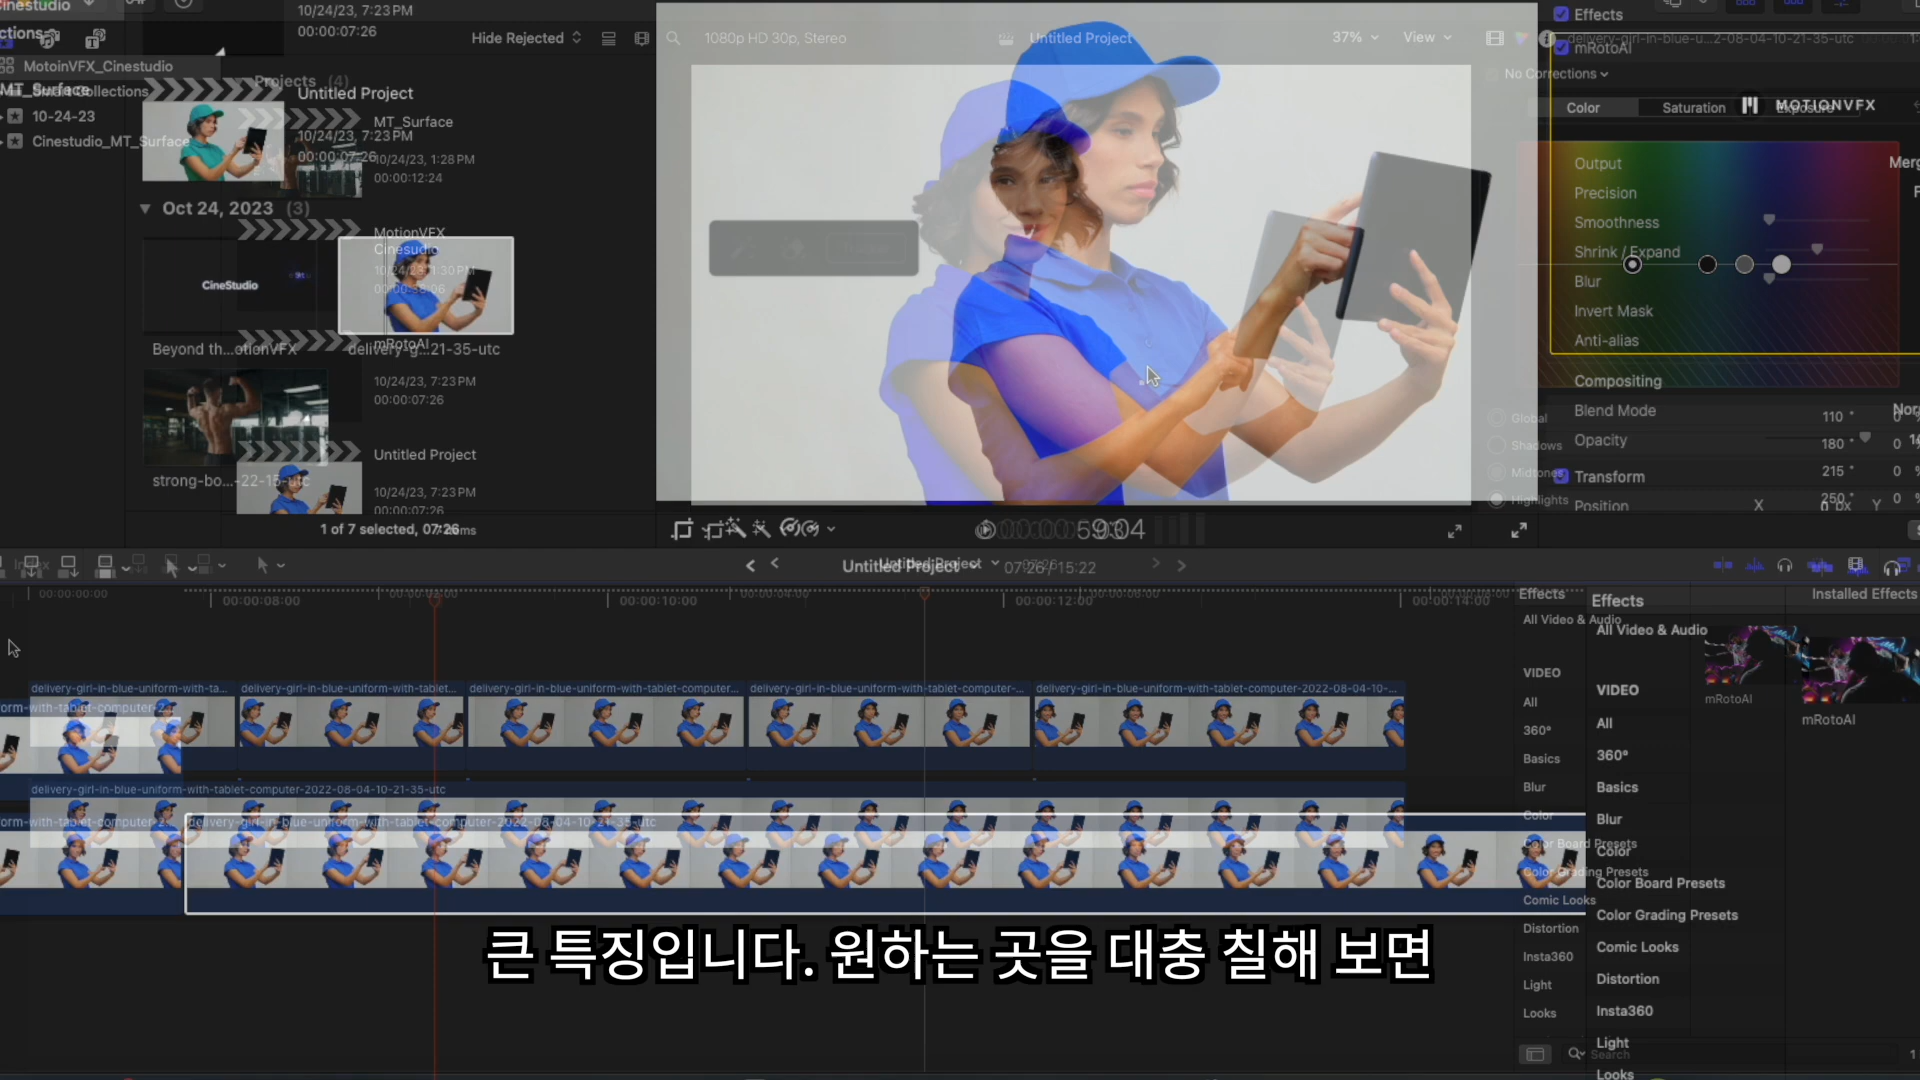 Cinestudio
10/24/23, 7:23 PM
00:00:07:26
Hide Rejected
MotoinVFX_Cinestudio
Projects (4)
MT_Surface
Smart Collections
10-24-23
Cinestudio_MT_Surface
Untitled Project
10/24/23, 7:23 PM
00:00:07:26
MT_Surface
10/24/23, 1:28 PM
00:00:12:24
Oct 24, 2023 (3)
MotionVFX
Cinesudio
10/24/23, 1:30 PM
CineStudio
mRotoAI
Beyond th...otionVFX
delivery-g...21-35-utc
10/24/23, 7:23 PM
00:00:07:26
Untitled Project
strong-bo...-22-15-utc
10/24/23, 7:23 PM
00:00:07:26
1 of 7 selected, 07:26
1080p HD 30p, Stereo
Untitled Project
37%
View
Effects
mRotoAI
delivery-girl-in-blue-u...2-08-04-10-21-35-utc
No Corrections
Color
Saturation
Exposure
MOTIONVFX
Output
Precision
Smoothness
Shrink / Expand
Blur
Invert Mask
Anti-alias
Compositing
Blend Mode
Opacity
Transform
Position
X
Y
0 px
Global
Shadows
Midtones
Highlights
110 °
180 °
215 °
250 °
Index
Untitled Project
Untitled Project
07:26 / 15:22
00:00:00:00
00:00:08:00
00:00:02:00
00:00:10:00
00:00:04:00
00:00:12:00
00:00:06:00
00:00:14:00
delivery-girl-in-blue-uniform-with-ta...
delivery-girl-in-blue-uniform-with-tablet...
delivery-girl-in-blue-uniform-with-tablet-computer...
delivery-girl-in-blue-uniform-with-tablet-computer-...
delivery-girl-in-blue-uniform-with-tablet-computer-2022-08-04-10-...
orm-with-tablet-computer-2...
delivery-girl-in-blue-uniform-with-tablet-computer-2022-08-04-10-21-35-utc
orm-with-tablet-computer-2...
delivery-girl-in-blue-uniform-with-tablet-computer-2022-08-04-10-21-35-utc
Effects
All Video & Audio
VIDEO
All
360°
Basics
Blur
Color
Color Board Presets
Color Grading Presets
Comic Looks
Distortion
Insta360
Light
Looks
Effects
Installed Effects
All Video & Audio
VIDEO
All
360°
Basics
Blur
Color
Color Board Presets
Color Grading Presets
Comic Looks
Distortion
Insta360
Light
Looks
mRotoAI
mRotoAI
Search
큰 특징입니다. 원하는 곳을 대충 칠해 보면